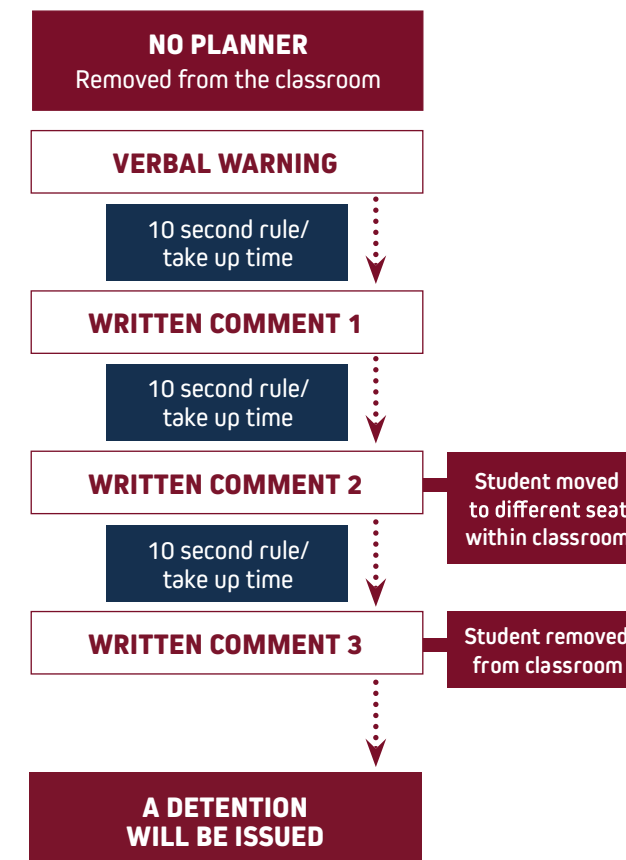 NO PLANNER
Removed from the classroom
VERBAL WARNING
10 second rule/
take up time
WRITTEN COMMENT 1
10 second rule/
take up time
WRITTEN COMMENT 2
Student moved
to different seat
within classroom
10 second rule/
take up time
WRITTEN COMMENT 3
Student removed
from classroom
A DETENTION
WILL BE ISSUED